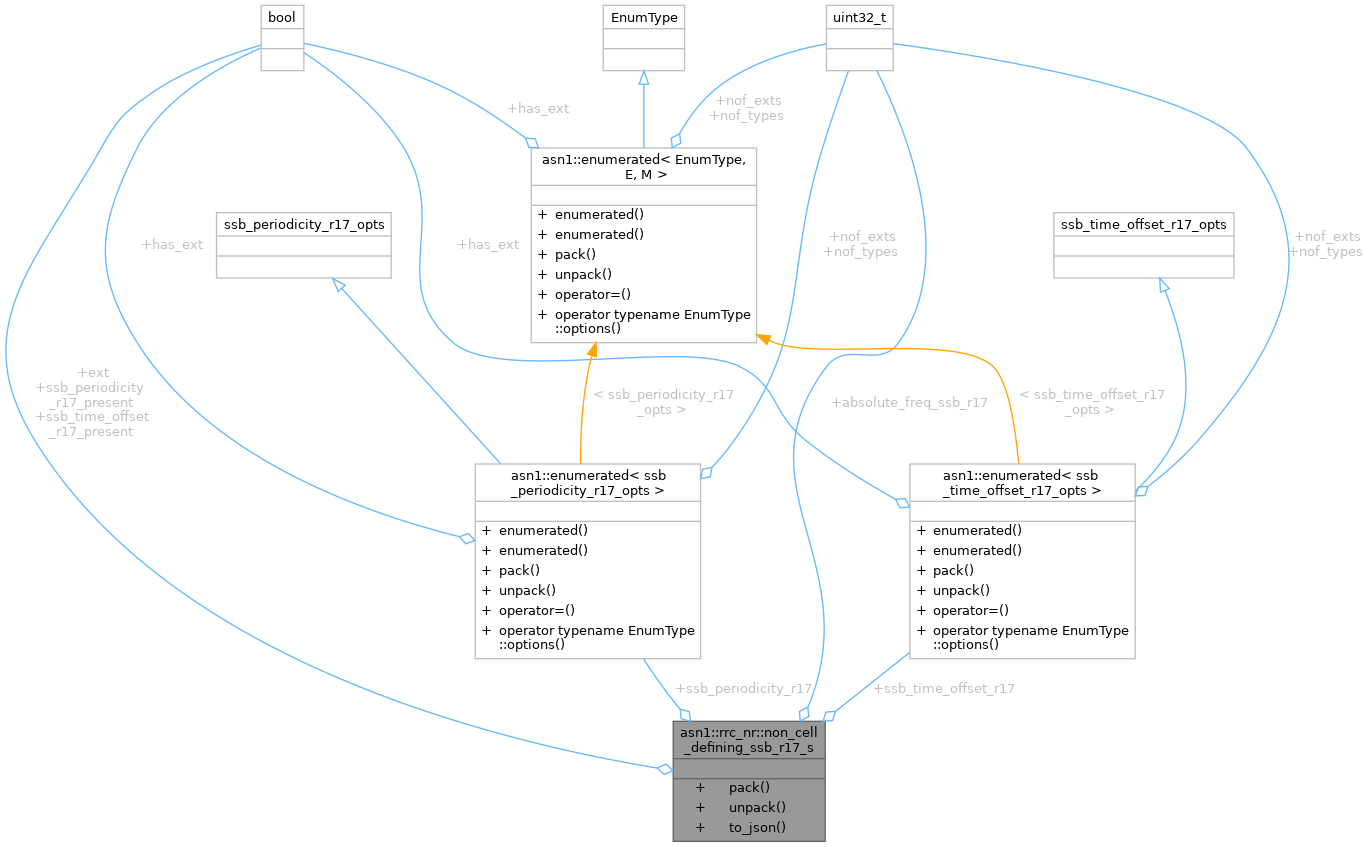 bool
EnumType
uint32_t
+has_ext
+nof_exts
+nof_types
asn1::enumerated< EnumType,
E, M >
+ enumerated()
+ enumerated()
+ pack()
+ unpack()
+ operator=()
+ operator typename EnumType
::options()
ssb_periodicity_r17_opts
ssb_time_offset_r17_opts
+has_ext
+has_ext
+nof_exts
+nof_types
+nof_exts
+nof_types
+ext
+ssb_periodicity
_r17_present
+ssb_time_offset
_r17_present
< ssb_periodicity_r17
_opts >
+absolute_freq_ssb_r17
< ssb_time_offset_r17
_opts >
asn1::enumerated< ssb
_periodicity_r17_opts >
+ enumerated()
+ enumerated()
+ pack()
+ unpack()
+ operator=()
+ operator typename EnumType
::options()
asn1::enumerated< ssb
_time_offset_r17_opts >
+ enumerated()
+ enumerated()
+ pack()
+ unpack()
+ operator=()
+ operator typename EnumType
::options()
+ssb_periodicity_r17
+ssb_time_offset_r17
asn1::rrc_nr::non_cell
_defining_ssb_r17_s
+ pack()
+ unpack()
+ to_json()